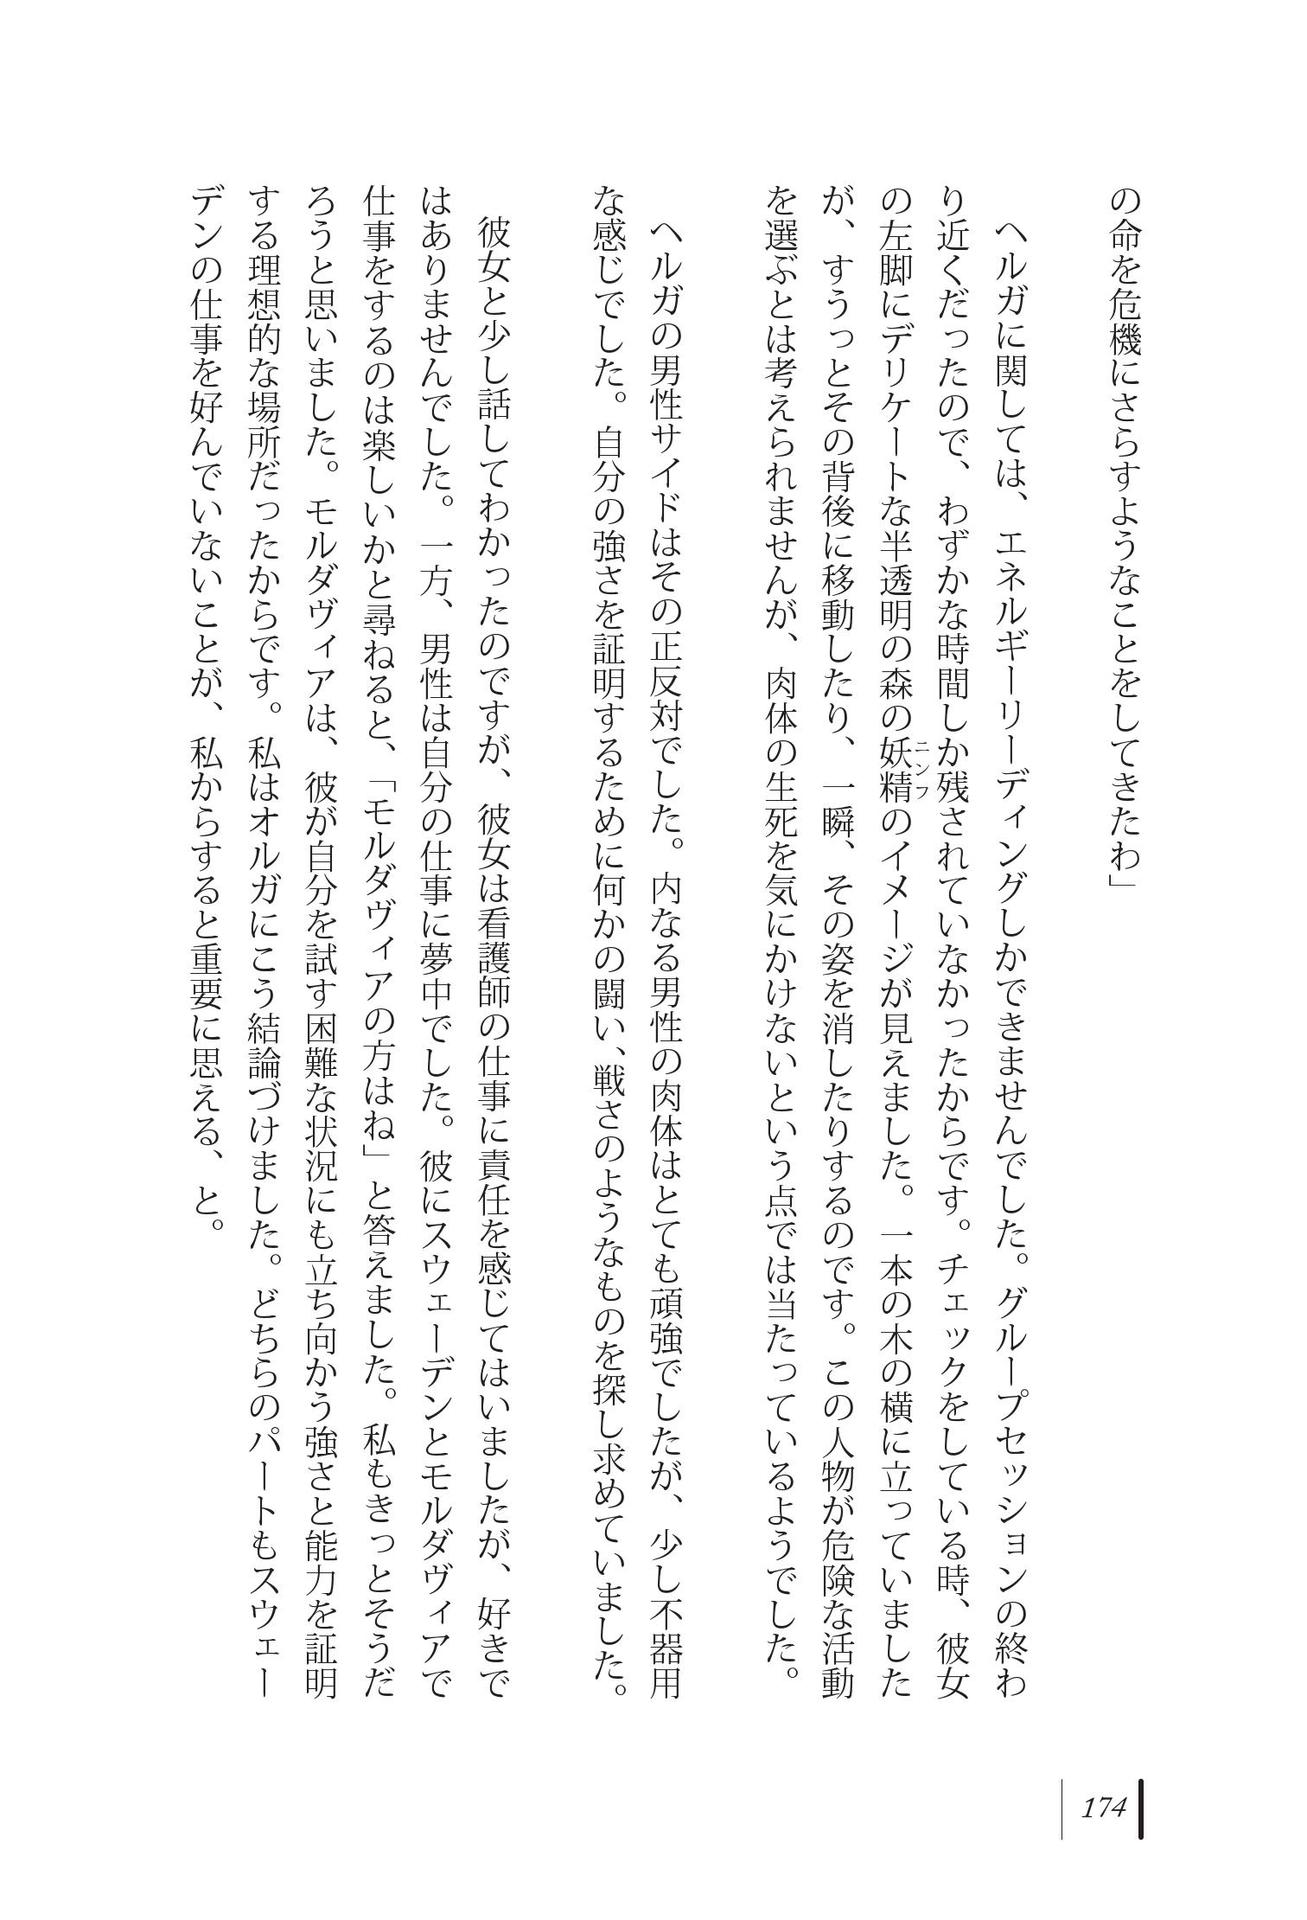 の命を危機にさらすようなことをしてきたわ」
ヘルガに関しては、エネルギーリーディングしかできませんでした。グループセッションの終わ
り近くだったので、わずかな時間しか残されていなかったからです。チェックをしている時、彼女
の左脚にデリケートな半透明の森の妖精のイメージが見えました。一本の木の横に立っていました
ニンフ
が、すうっとその背後に移動したり、一瞬、その姿を消したりするのです。この人物が危険な活動
を選ぶとは考えられませんが、肉体の生死を気にかけないという点では当たっているようでした。
ヘルガの男性サイドはその正反対でした。内なる男性の肉体はとても頑強でしたが、少し不器用
な感じでした。自分の強さを証明するために何かの闘い、戦さのようなものを探し求めていました。
彼女と少し話してわかったのですが、彼女は看護師の仕事に責任を感じてはいましたが、好きで
はありませんでした。一方、男性は自分の仕事に夢中でした。彼にスウェーデンとモルダヴィアで
仕事をするのは楽しいかと尋ねると、「モルダヴィアの方はね」と答えました。私もきっとそうだ
ろうと思いました。モルダヴィアは、彼が自分を試す困難な状況にも立ち向かう強さと能力を証明
する理想的な場所だったからです。私はオルガにこう結論づけました。どちらのパートもスウェー
デンの仕事を好んでいないことが、私からすると重要に思える、と。
174